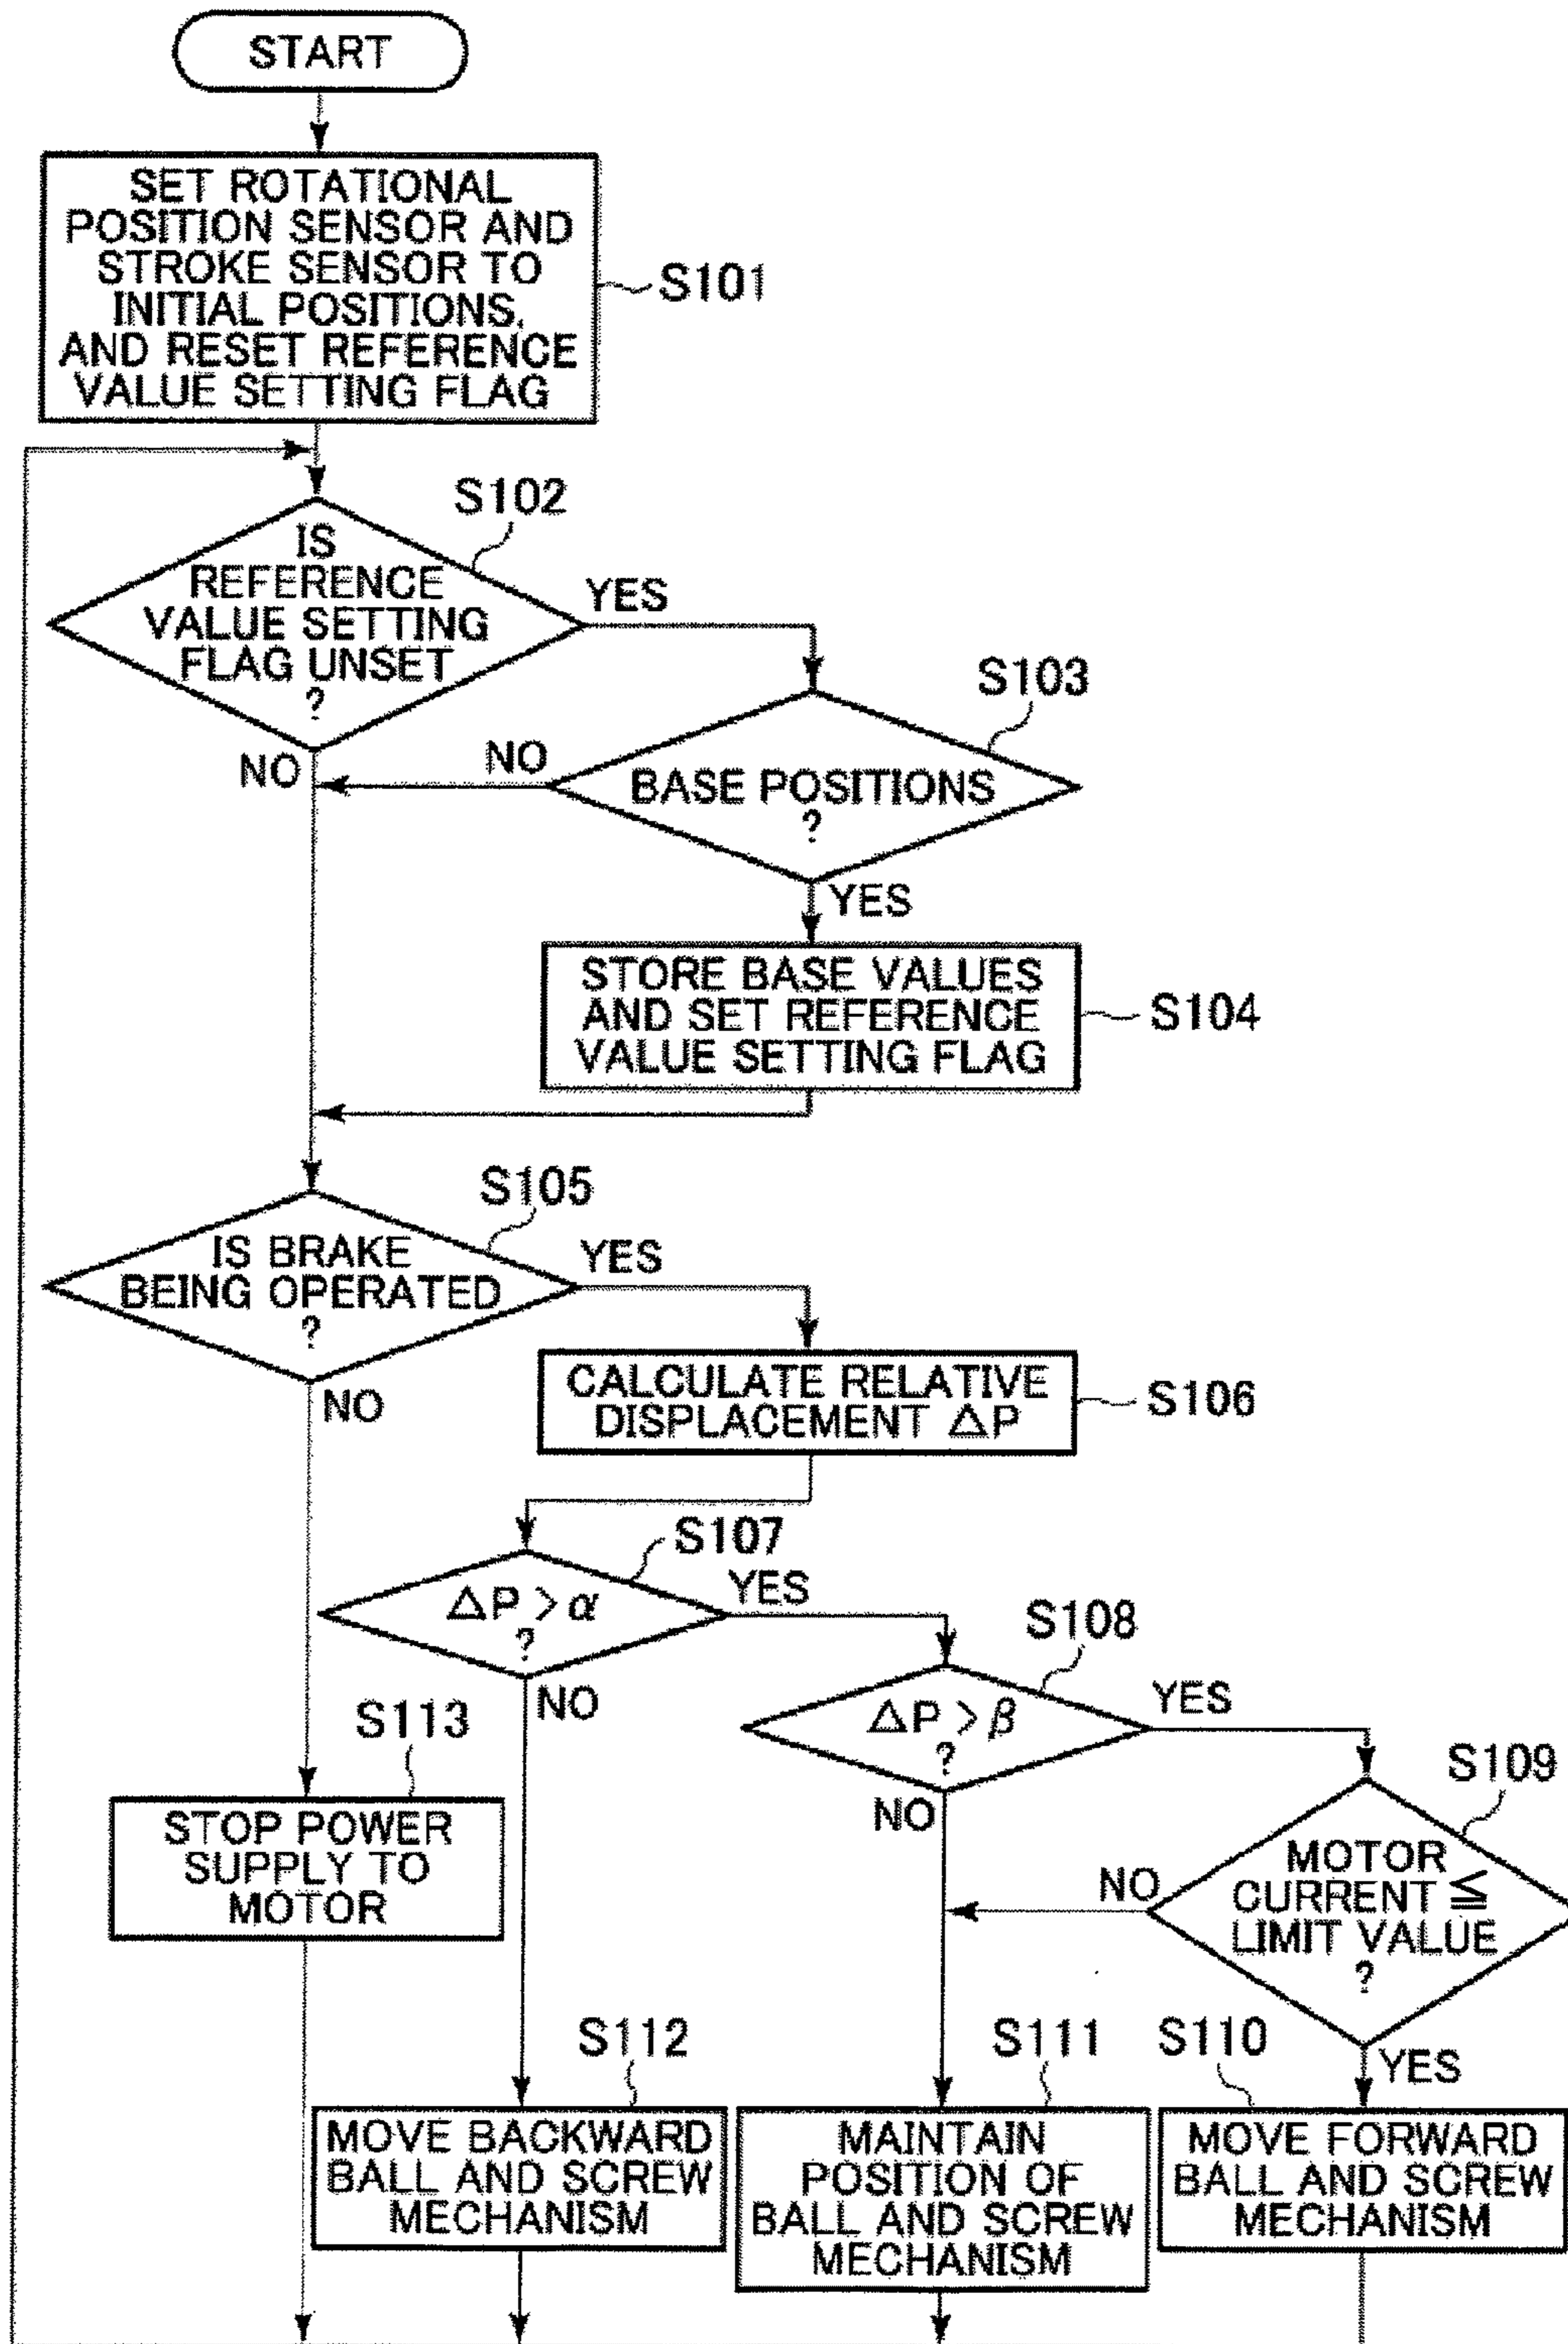 START
SET ROTATIONAL
POSITION SENSOR AND
STROKE SENSOR TO
INITIAL POSITIONS,
AND RESET REFERENCE
VALUE SETTING FLAG
S101
S102
IS
REFERENCE
VALUE SETTING
FLAG UNSET
?
YES
NO
S103
NO
BASE POSITIONS
?
YES
STORE BASE VALUES
AND SET REFERENCE
VALUE SETTING FLAG
S104
S105
IS BRAKE
BEING OPERATED
?
YES
NO
CALCULATE RELATIVE
DISPLACEMENT △P
S106
S107
△P > α
?
YES
NO
S108
△P > β
?
YES
NO
S109
MOTOR
CURRENT ≦
LIMIT VALUE
?
NO
YES
S113
STOP POWER
SUPPLY TO
MOTOR
S112
MOVE BACKWARD
BALL AND SCREW
MECHANISM
S111
MAINTAIN
POSITION OF
BALL AND SCREW
MECHANISM
S110
MOVE FORWARD
BALL AND SCREW
MECHANISM